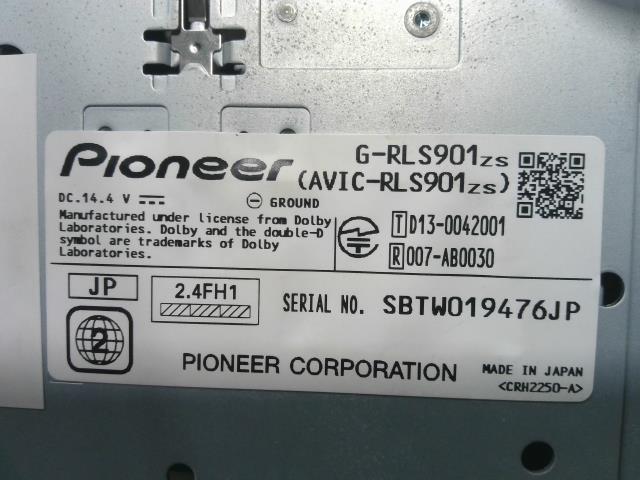 Pioneer
G-RLS901zs
(AVIC-RLS901zs)
DC.14.4 V
GROUND
Manufactured under license from Dolby
Laboratories. Dolby and the double-D
symbol are trademarks of Dolby
Laboratories.
T D13-0042001
R 007-AB0030
JP
2.4FH1
SERIAL NO. SBTW019476JP
2
PIONEER CORPORATION
MADE IN JAPAN
<CRH2250-A>